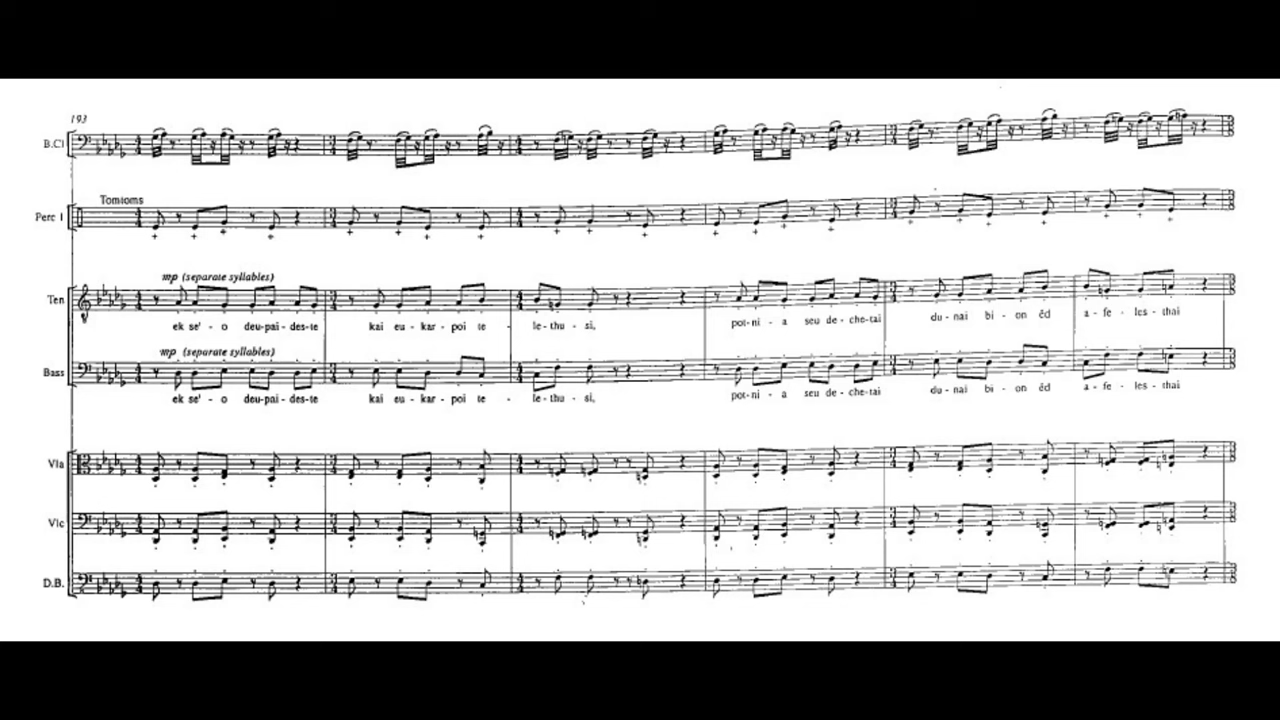 193
B.Cl
Tomtoms
Perc 1
mp (separate syllables)
Ten
ek se'-o deu-pai-des-te kai eu-kar-poi te-le-thu-si, pot-ni-a seu de-che-tai du-nai bi-on ēd a-fe-les-thai
mp (separate syllables)
Bass
ek se'-o deu-pai-des-te kai eu-kar-poi te-le-thu-si, pot-ni-a seu de-che-tai du-nai bi-on ēd a-fe-les-thai
Vla
Vlc
D.B.